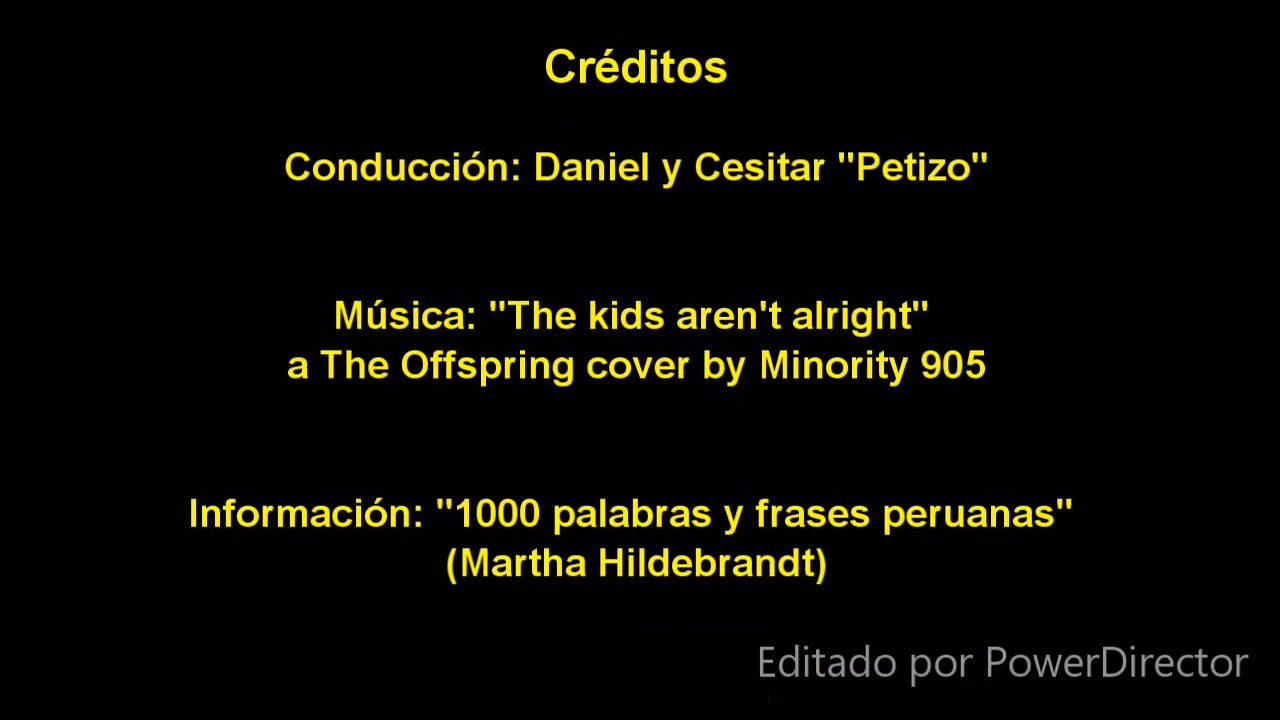 Créditos
Conducción: Daniel y Cesitar "Petizo"
Música: "The kids aren't alright"
a The Offspring cover by Minority 905
Información: "1000 palabras y frases peruanas"
(Martha Hildebrandt)
Editado por PowerDirector